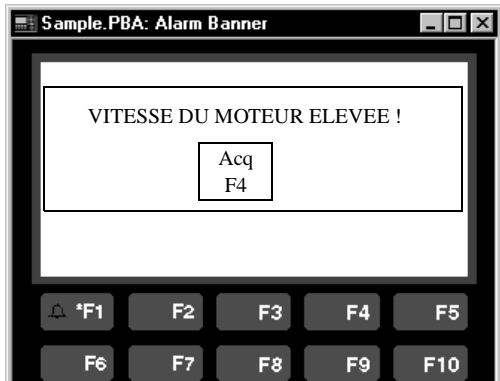 Sample.PBA: Alarm Banner
VITESSE DU MOTEUR ELEVEE !
Acq
F4
*F1 F2 F3 F4 F5
F6 F7 F8 F9 F10